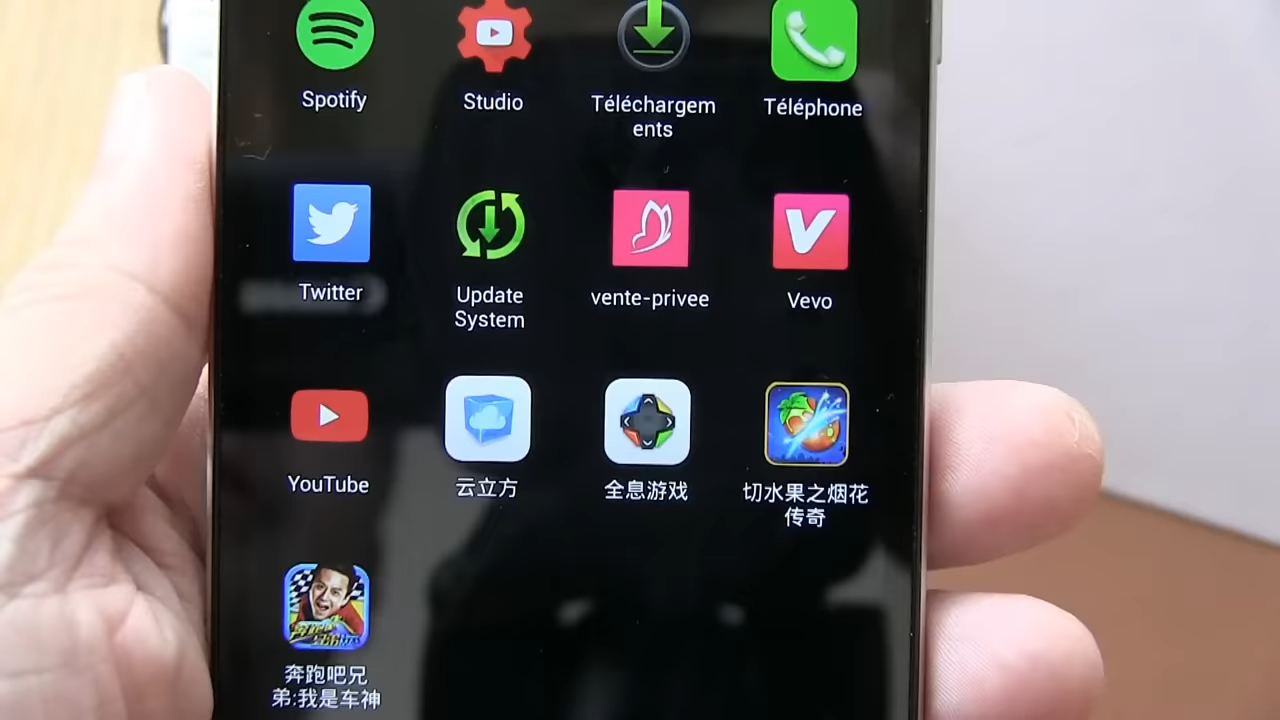 Spotify
Studio
Téléchargem
ents
Téléphone
Twitter
Update
System
vente-privee
Vevo
YouTube
云立方
全息游戏
切水果之烟花
传奇
奔跑吧兄
弟:我是车神